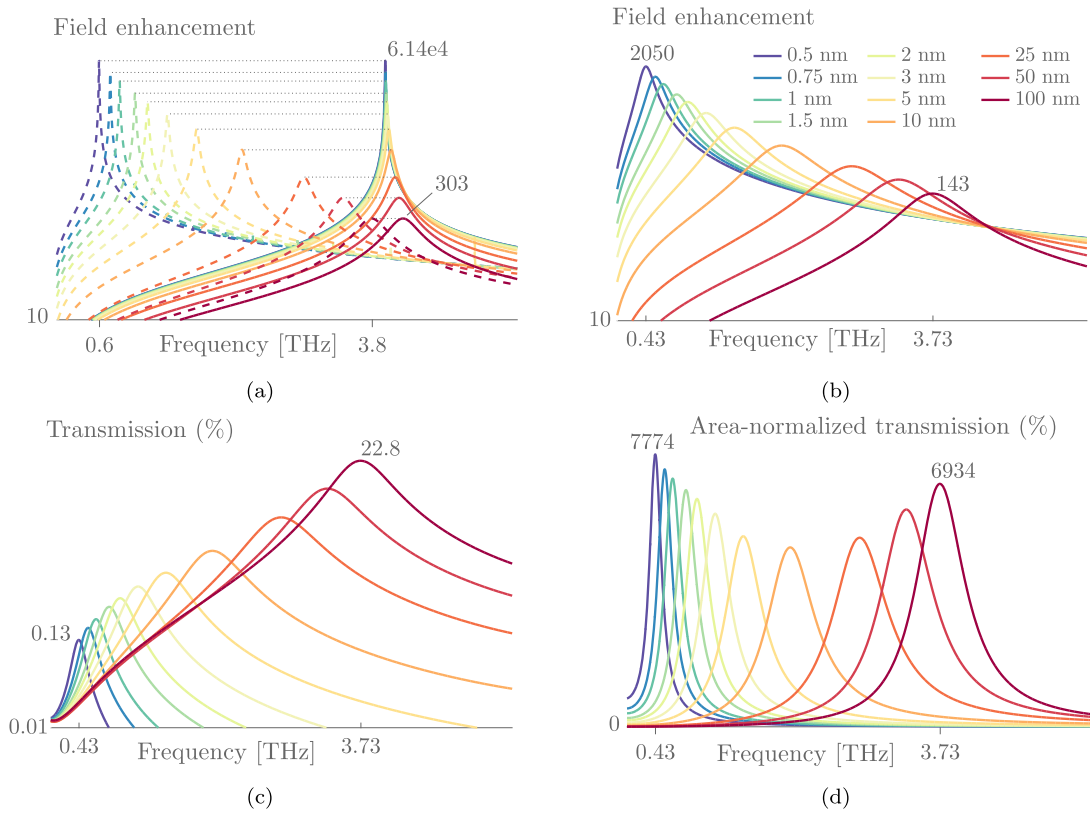 Field enhancement
6.14e4
303
10
0.6 Frequency [THz] 3.8
(a)
Field enhancement
2050
0.5 nm 2 nm 25 nm
0.75 nm 3 nm 50 nm
1 nm 5 nm 100 nm
1.5 nm 10 nm
143
10
0.43 Frequency [THz] 3.73
(b)
Transmission (%)
22.8
0.13
0.01
0.43 Frequency [THz] 3.73
(c)
Area-normalized transmission (%)
7774
6934
0
0.43 Frequency [THz] 3.73
(d)